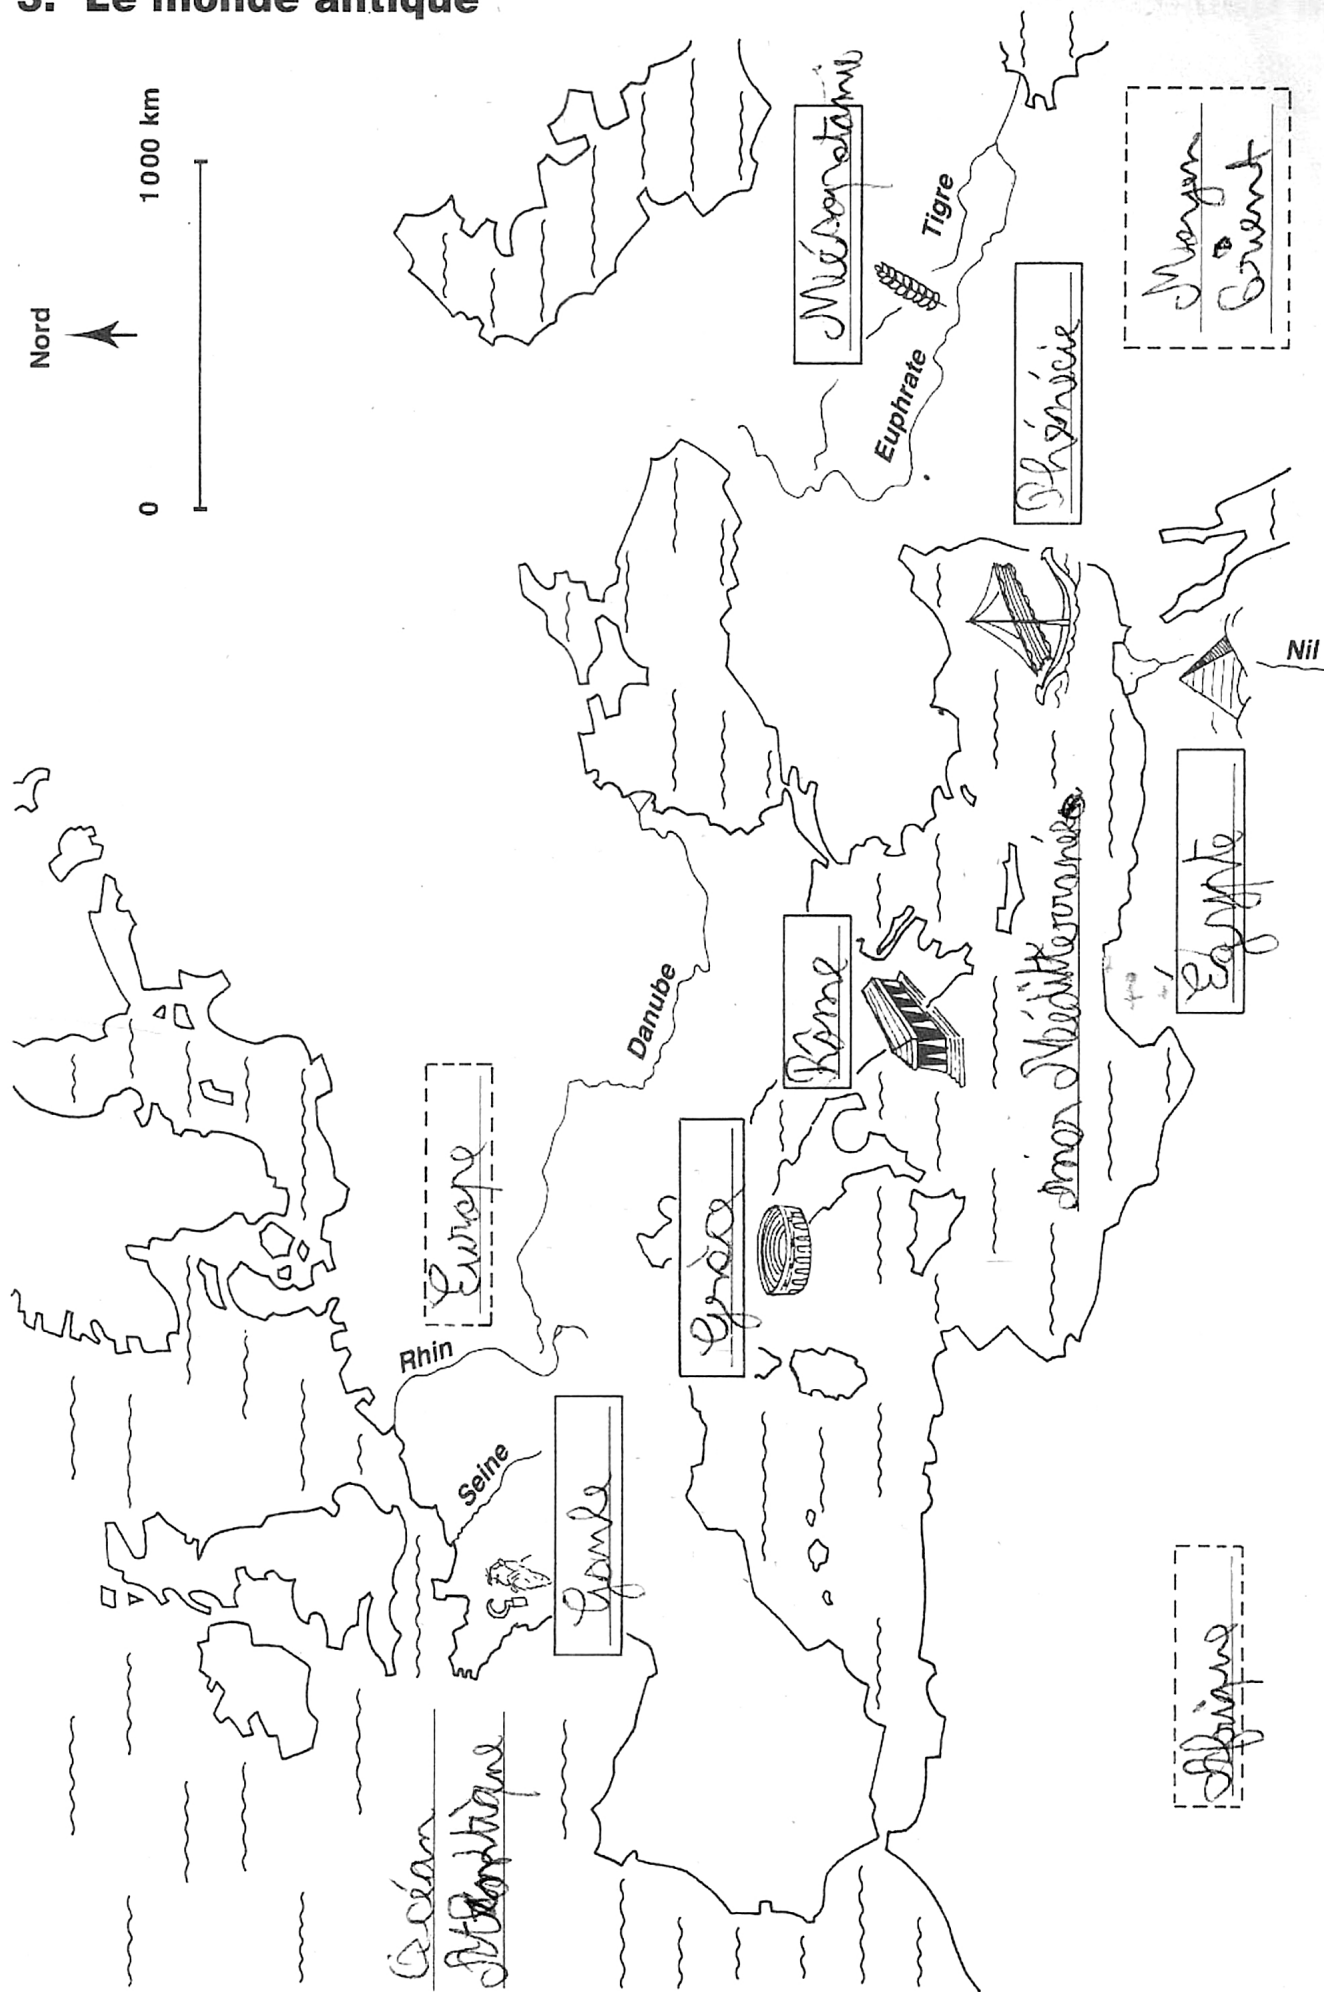 3. Le monde antique
Nord
0 1000 km
Océan
Atlantique
Europe
Rhin
Seine
Danube
Gaule
Grèce
Rome
Mésopotamie
Tigre
Euphrate
Phénicie
mer Méditerranée
Moyen
Orient
Égypte
Nil
Afrique